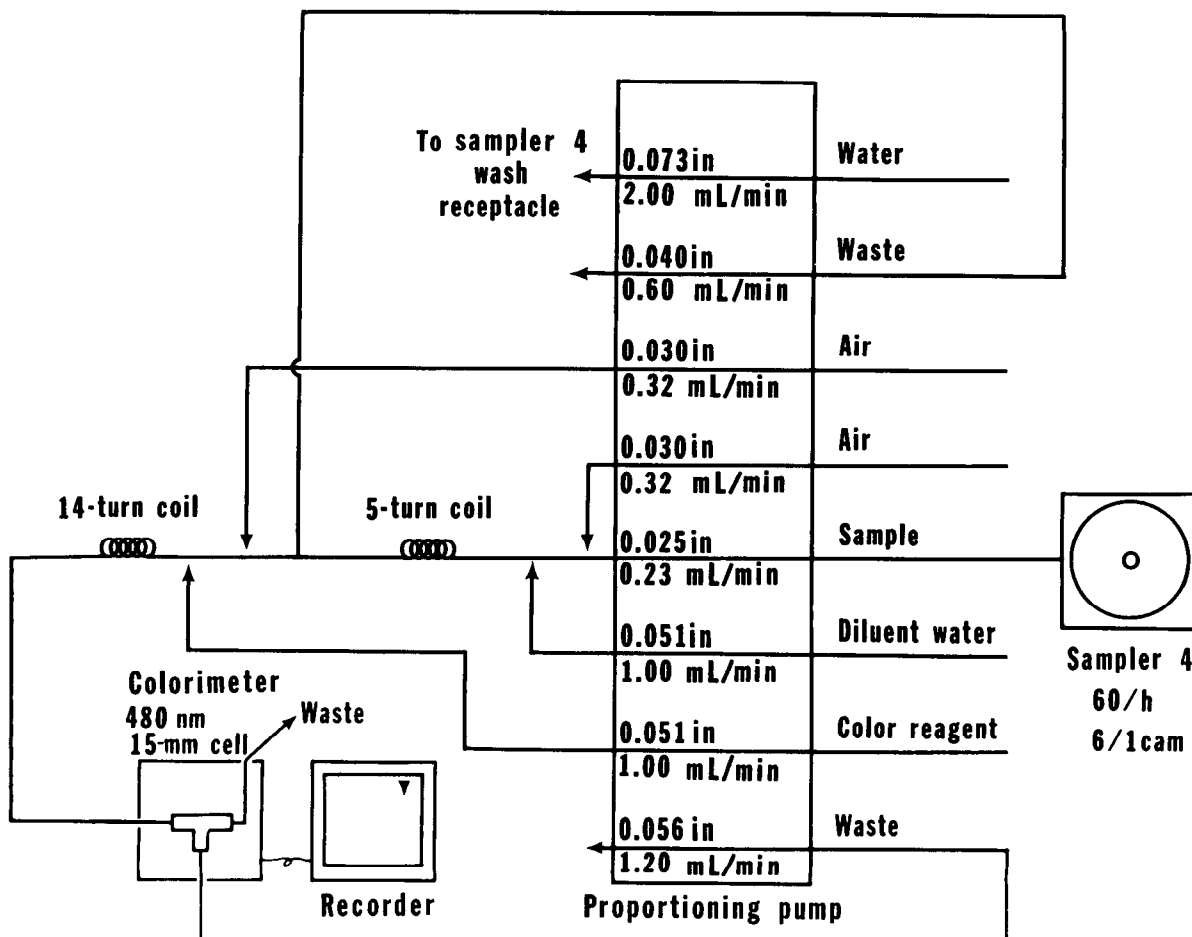 To sampler 4
wash
receptacle
0.073in
Water
2.00 mL/min
0.040in
Waste
0.60 mL/min
0.030in
Air
0.32 mL/min
0.030in
Air
0.32 mL/min
14-turn coil
5-turn coil
0.025in
Sample
0.23 mL/min
0.051in
Diluent water
1.00 mL/min
Sampler 4
60/h
6/1cam
Colorimeter
480 nm
15-mm cell
Waste
0.051in
Color reagent
1.00 mL/min
0.056in
Waste
1.20 mL/min
Recorder
Proportioning pump